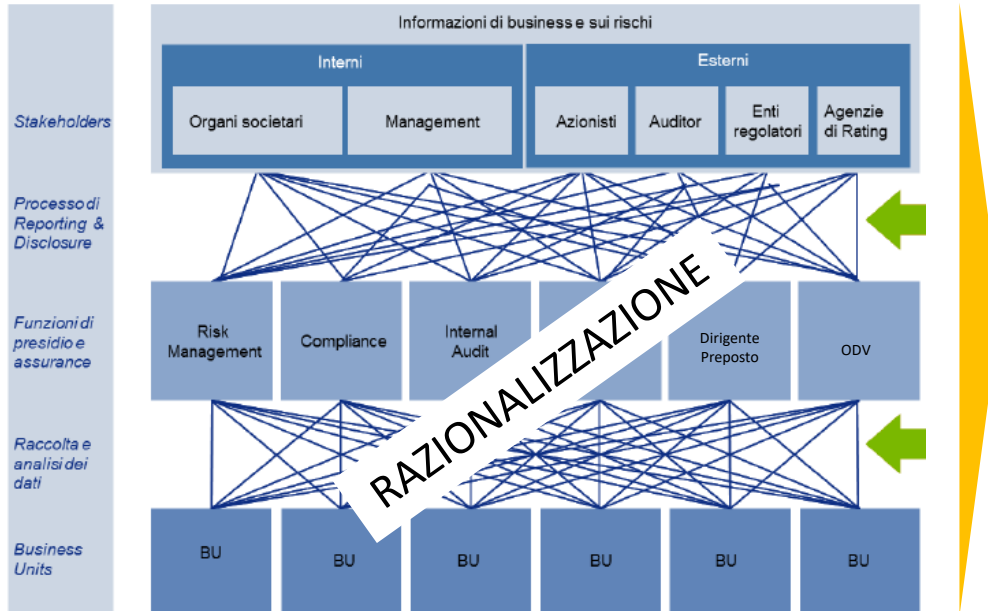 Informazioni di business e sui rischi
Interni
Esterni
Stakeholders
Organi societari
Management
Azionisti
Auditor
Enti
regolatori
Agenzie
di Rating
Processo di
Reporting &
Disclosure
Funzioni di
presidio e
assurance
Risk
Management
Compliance
Internal
Audit
Dirigente
Preposto
ODV
RAZIONALIZZAZIONE
Raccolta e
analisi dei
dati
Business
Units
BU
BU
BU
BU
BU
BU